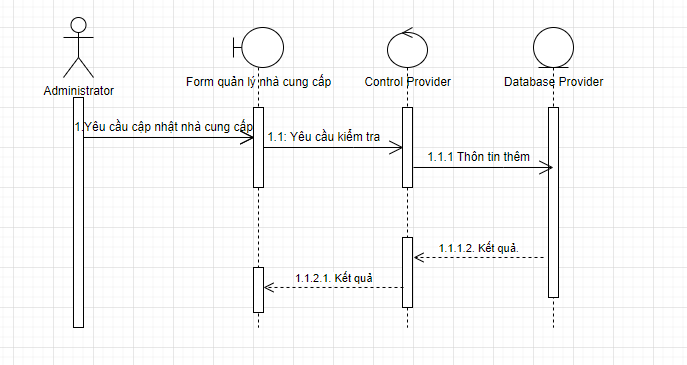 Administrator
Form quản lý nhà cung cấp
Control Provider
Database Provider
1.Yêu cầu cập nhật nhà cung cấp
1.1: Yêu cầu kiểm tra
1.1.1 Thôn tin thêm
1.1.1.2. Kết quả.
1.1.2.1. Kết quả